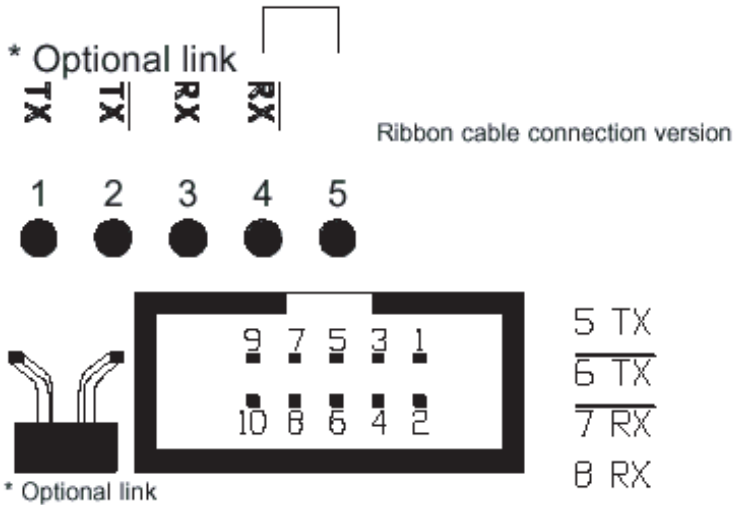 * Optional link
TX TX RX RX
Ribbon cable connection version
1 2 3 4 5
9 7 5 3 1
10 8 6 4 2
5 TX
6 TX
7 RX
8 RX
* Optional link